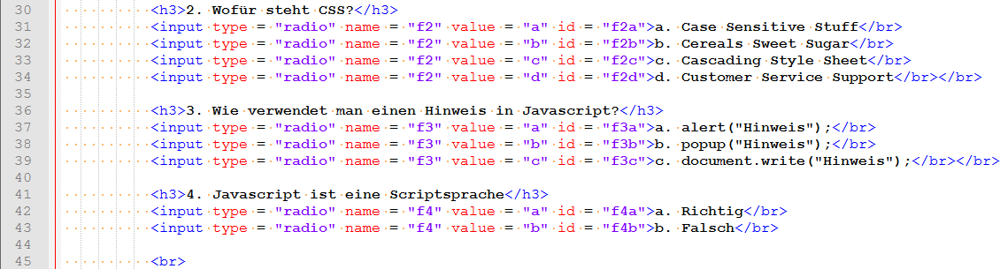 30 <h3>2. Wofür steht CSS?</h3>
31 <input type = "radio" name = "f2" value = "a" id = "f2a">a. Case Sensitive Stuff</br>
32 <input type = "radio" name = "f2" value = "b" id = "f2b">b. Cereals Sweet Sugar</br>
33 <input type = "radio" name = "f2" value = "c" id = "f2c">c. Cascading Style Sheet</br>
34 <input type = "radio" name = "f2" value = "d" id = "f2d">d. Customer Service Support</br></br>
35
36 <h3>3. Wie verwendet man einen Hinweis in Javascript?</h3>
37 <input type = "radio" name = "f3" value = "a" id = "f3a">a. alert("Hinweis");</br>
38 <input type = "radio" name = "f3" value = "b" id = "f3b">b. popup("Hinweis");</br>
39 <input type = "radio" name = "f3" value = "c" id = "f3c">c. document.write("Hinweis");</br></br>
40
41 <h3>4. Javascript ist eine Scriptsprache</h3>
42 <input type = "radio" name = "f4" value = "a" id = "f4a">a. Richtig</br>
43 <input type = "radio" name = "f4" value = "b" id = "f4b">b. Falsch</br>
44
45 <br>